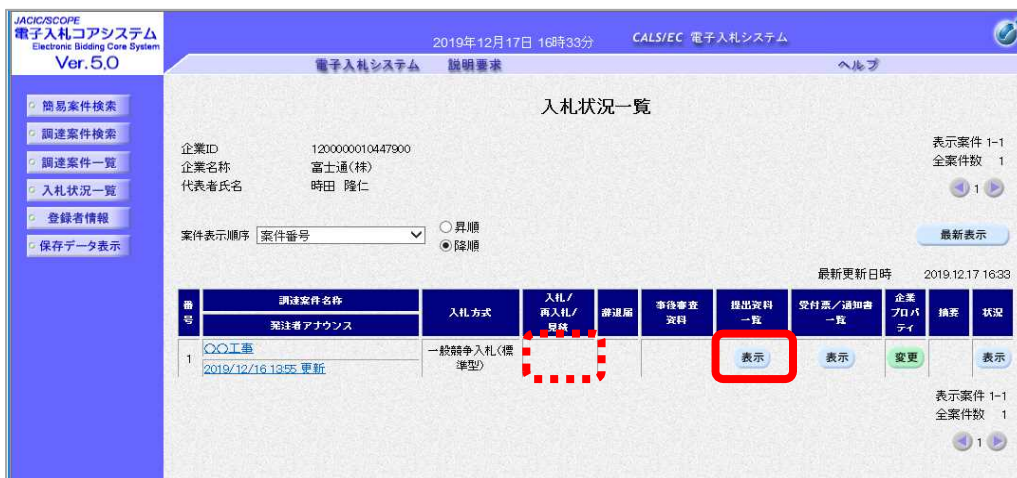 JACIC/SCOPE
電子入札コアシステム
Electronic Bidding Core System
Ver.5.0
2019年12月17日 16時33分
CALS/EC 電子入札システム
電子入札システム 説明要求 ヘルプ
簡易案件検索
調達案件検索
調達案件一覧
入札状況一覧
登録者情報
保存データ表示
入札状況一覧
企業ID 1200000010447900
企業名称 富士通(株)
代表者氏名 時田 隆仁
表示案件 1-1
全案件数 1
1
案件表示順序 案件番号
昇順
降順
最新表示
最新更新日時 2019.12.17 16:33
番号
調達案件名称
発注者アナウンス
入札方式
入札/
再入札/
見積
辞退届
事後審査
資料
提出資料
一覧
受付票/通知書
一覧
企業
プロパ
ティ
摘要
状況
1
〇〇工事
2019/12/16 13:55 更新
一般競争入札(標
準型)
表示 表示 変更 表示
表示案件 1-1
全案件数 1
1